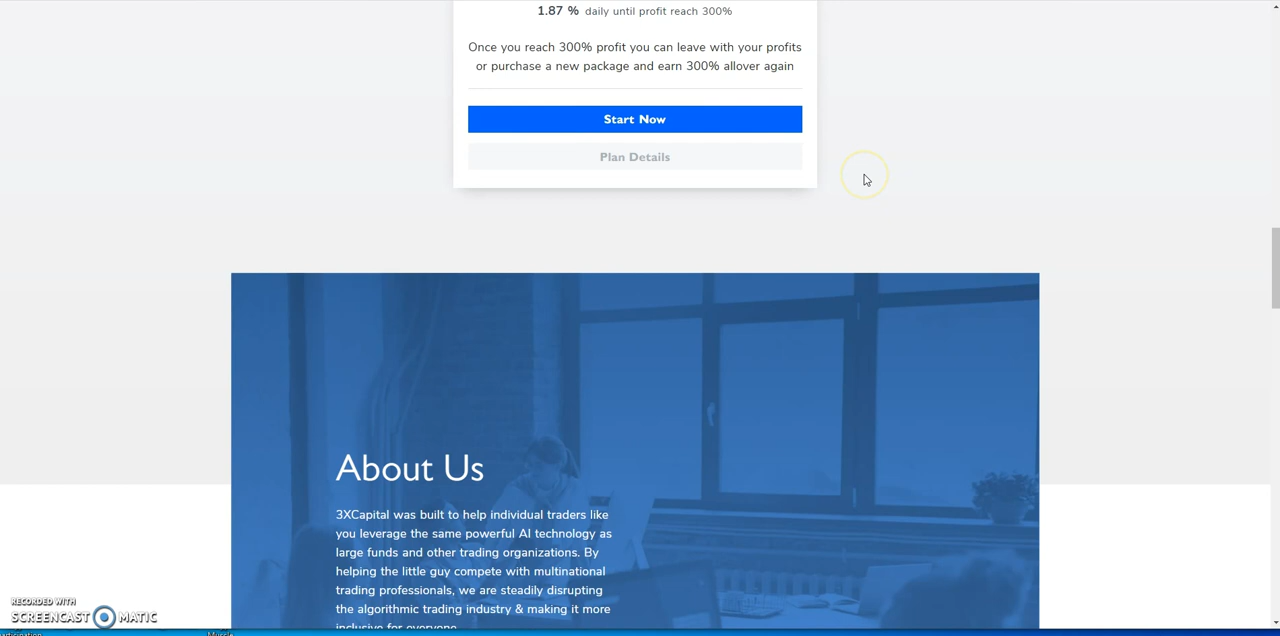 1.87 % daily until profit reach 300%
Once you reach 300% profit you can leave with your profits
or purchase a new package and earn 300% allover again
Start Now
Plan Details
About Us
3XCapital was built to help individual traders like
you leverage the same powerful AI technology as
large funds and other trading organizations. By
helping the little guy compete with multinational
trading professionals, we are steadily disrupting
the algorithmic trading industry & making it more
inclusive for everyone
RECORDED WITH
SCREENCAST MATIC